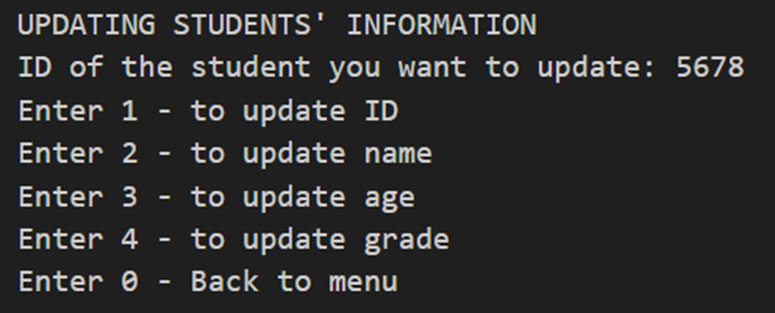 UPDATING STUDENTS' INFORMATION
ID of the student you want to update: 5678
Enter 1 - to update ID
Enter 2 - to update name
Enter 3 - to update age
Enter 4 - to update grade
Enter 0 - Back to menu